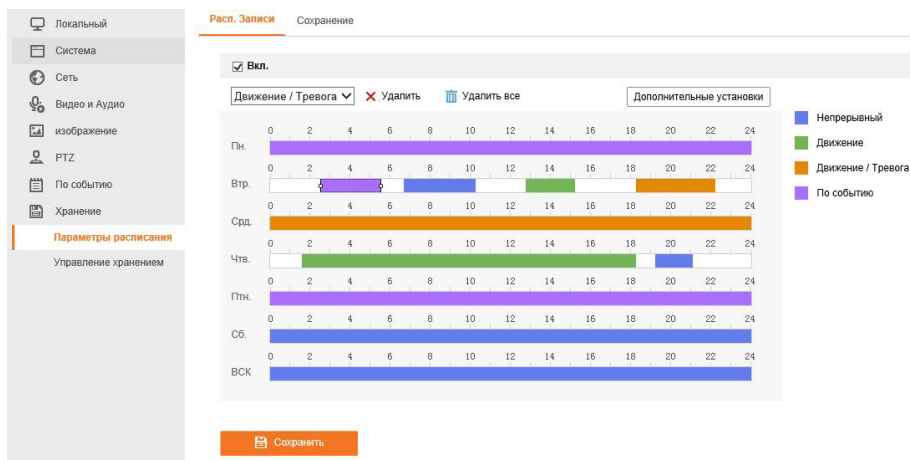 Локальный
Система
Сеть
Видео и Аудио
изображение
PTZ
По событию
Хранение
Параметры расписания
Управление хранением
Расп. Записи
Сохранение
Вкл.
Движение / Тревога
Удалить
Удалить все
Дополнительные установки
0 2 4 6 8 10 12 14 16 18 20 22 24
Пн.
0 2 4 6 8 10 12 14 16 18 20 22 24
Втр.
0 2 4 6 8 10 12 14 16 18 20 22 24
Срд.
0 2 4 6 8 10 12 14 16 18 20 22 24
Чтв.
0 2 4 6 8 10 12 14 16 18 20 22 24
Птн.
0 2 4 6 8 10 12 14 16 18 20 22 24
Сб.
0 2 4 6 8 10 12 14 16 18 20 22 24
ВСК
Непрерывный
Движение
Движение / Тревога
По событию
Сохранить